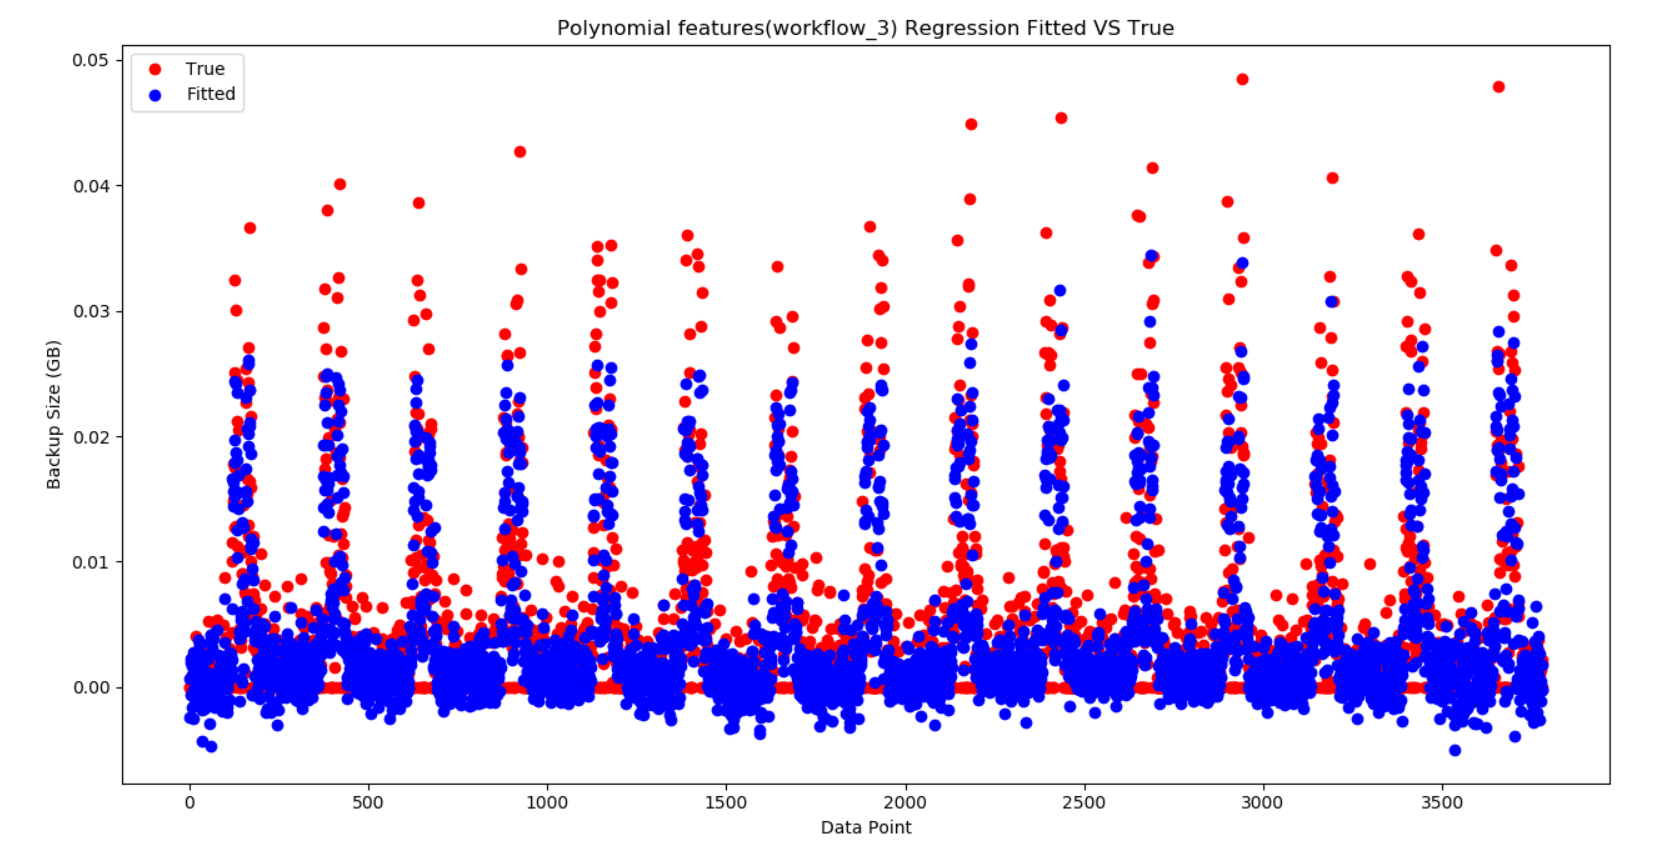 Polynomial features(workflow_3) Regression Fitted VS True
True
Fitted
0.05
0.04
0.03
0.02
0.01
0.00
Backup Size (GB)
0 500 1000 1500 2000 2500 3000 3500
Data Point